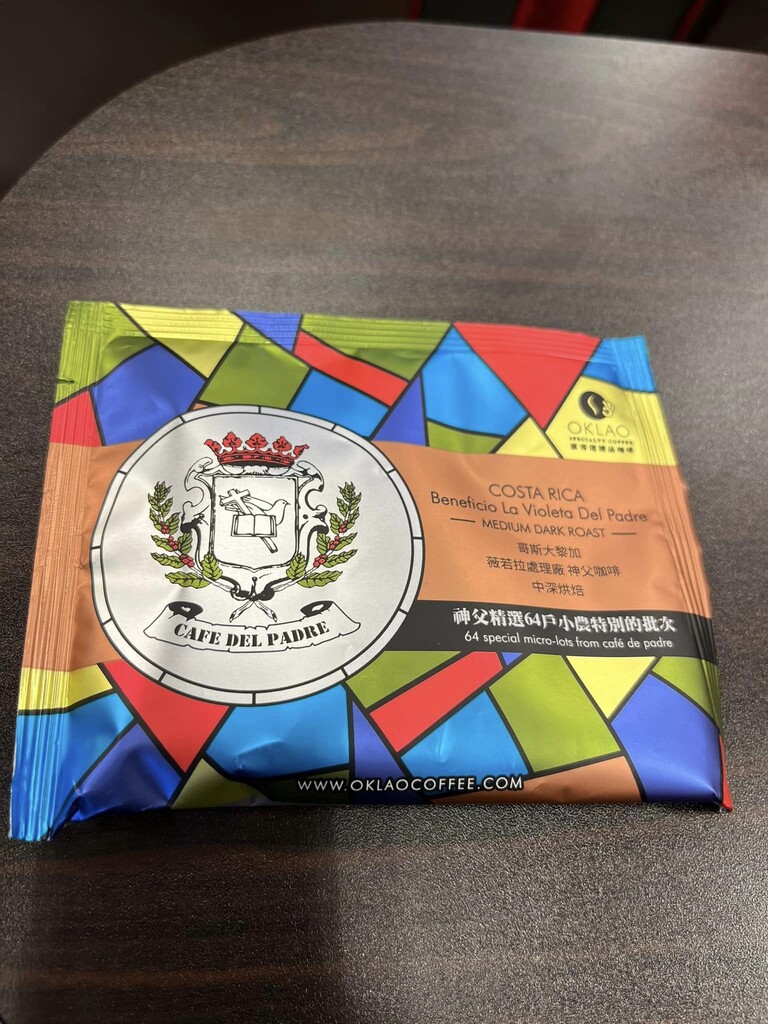 OKLAO
SPECIALTY COFFEE
COSTA RICA
Beneficio La Violeta Del Padre
MEDIUM DARK ROAST
哥斯大黎加
薇若拉處理廠 神父咖啡
中深烘焙
神父精選64戶小農特別的批次
64 special micro-lots from café de padre
CAFE DEL PADRE
WWW.OKLAOCOFFEE.COM